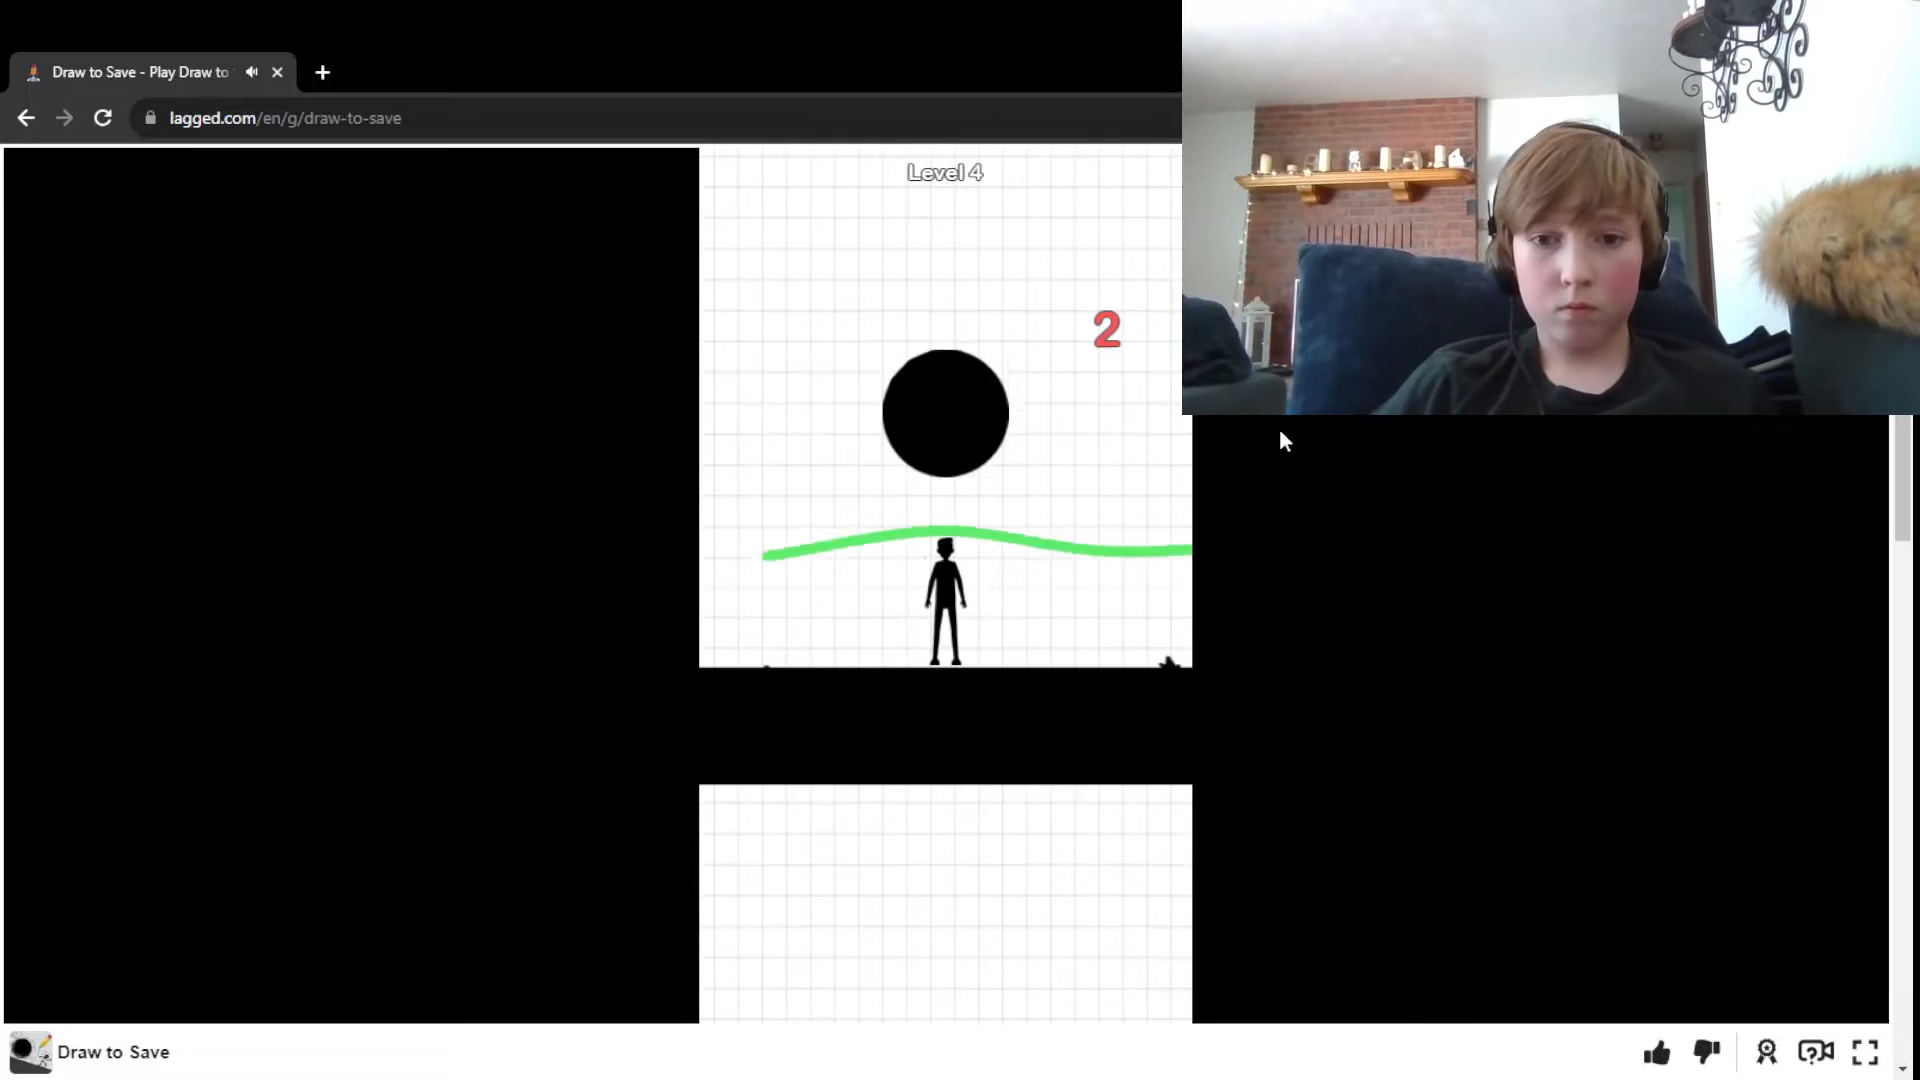 Draw to Save - Play Draw to
lagged.com/en/g/draw-to-save
Level 4
2
Draw to Save